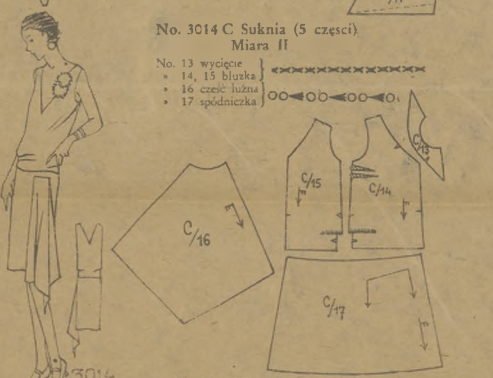 No. 3014 C Suknia (5 części)
Miara II
No. 13 wycięcie
" 14, 15 bluzka
" 16 cześć luźna
" 17 spódniczka
C/13
C/15
C/14
C/16
C/17
3014